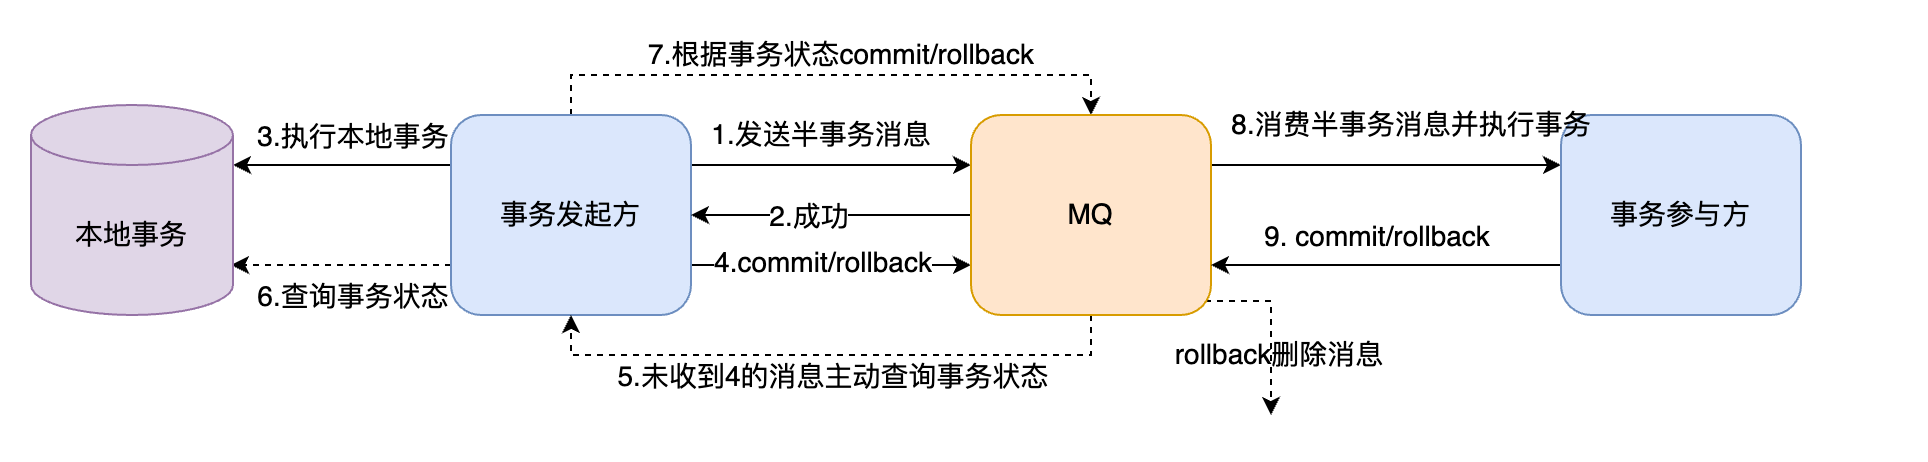 7.根据事务状态commit/rollback
3.执行本地事务
1.发送半事务消息
8.消费半事务消息并执行事务
本地事务
事务发起方
2.成功
MQ
事务参与方
4.commit/rollback
9. commit/rollback
6.查询事务状态
rollback删除消息
5.未收到4的消息主动查询事务状态